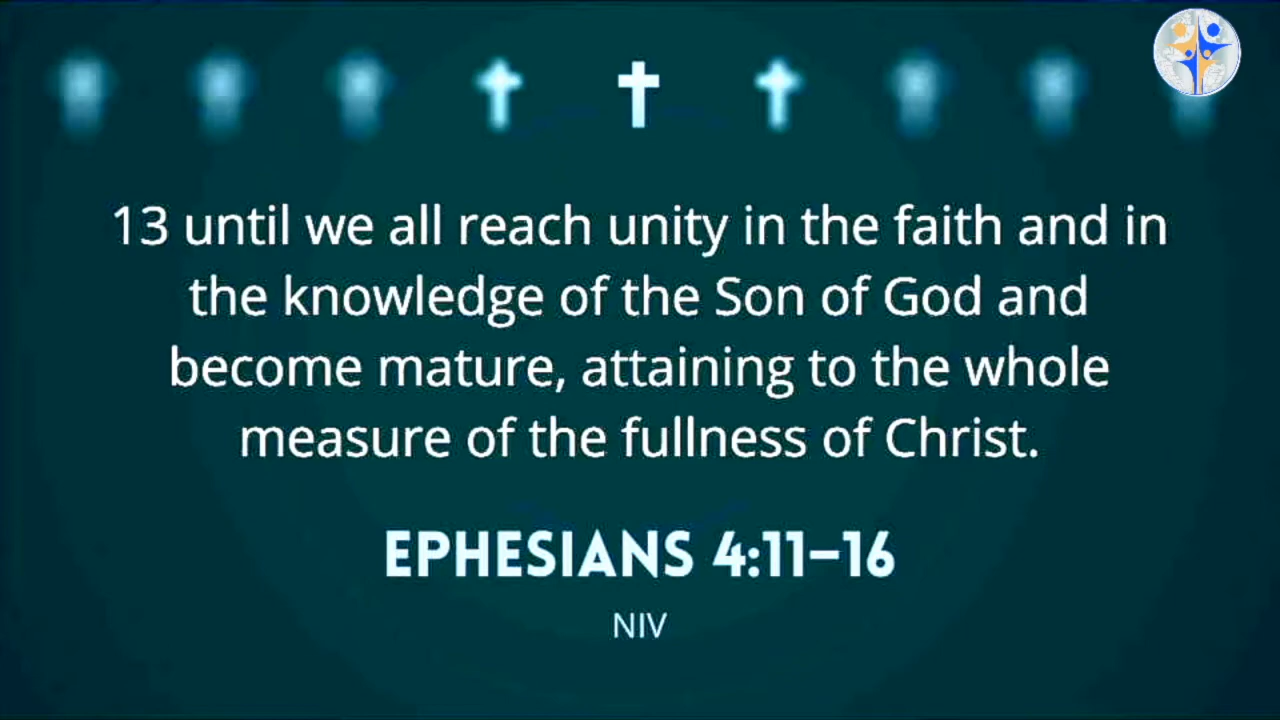 13 until we all reach unity in the faith and in
the knowledge of the Son of God and
become mature, attaining to the whole
measure of the fullness of Christ.
EPHESIANS 4:11–16
NIV